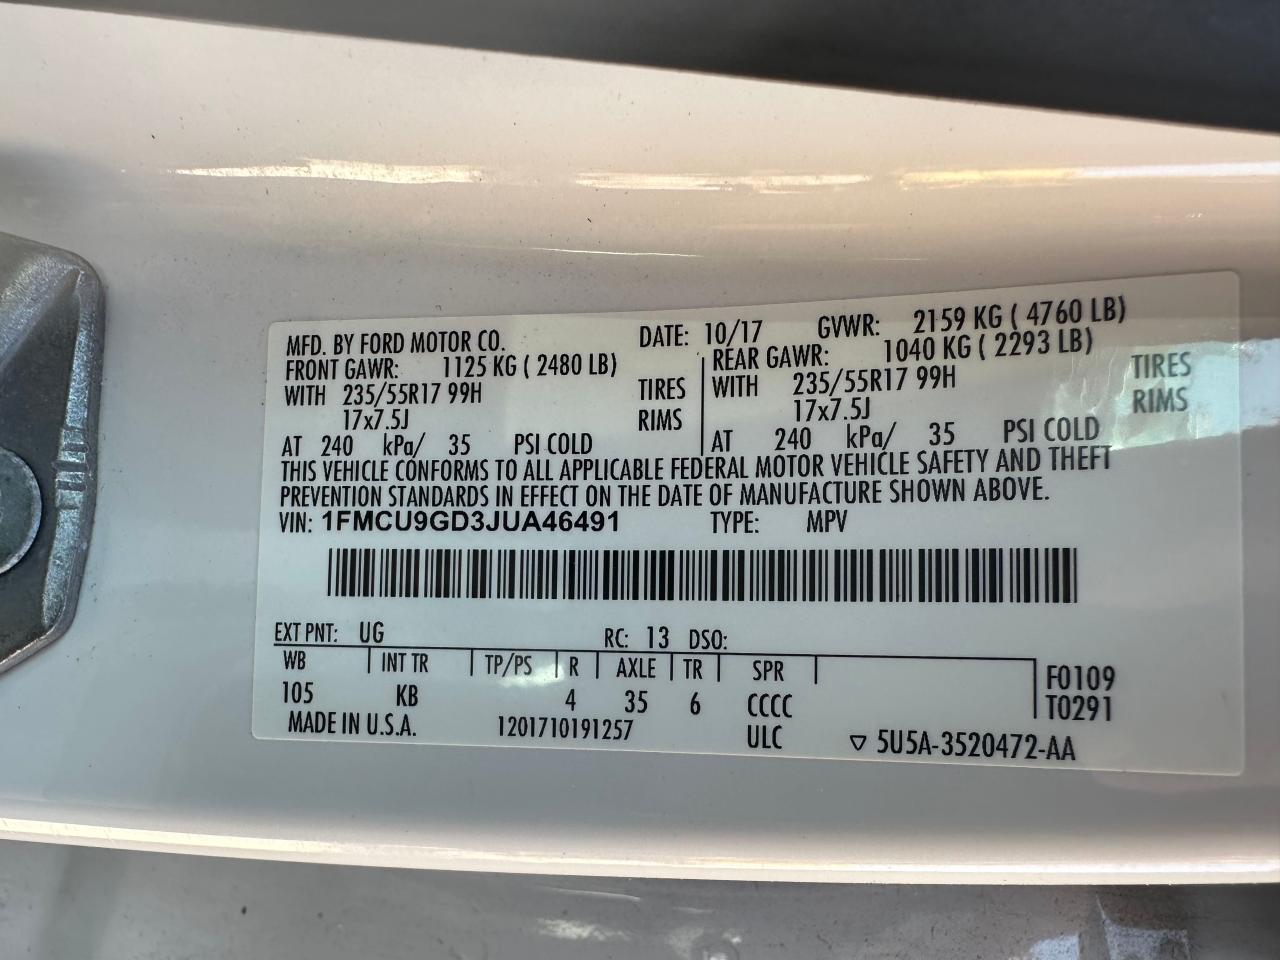 MFD. BY FORD MOTOR CO. DATE: 10/17 GVWR: 2159 KG ( 4760 LB)
FRONT GAWR: 1125 KG ( 2480 LB) REAR GAWR: 1040 KG ( 2293 LB)
WITH 235/55R17 99H TIRES WITH 235/55R17 99H TIRES
17x7.5J RIMS 17x7.5J RIMS
AT 240 kPa/ 35 PSI COLD AT 240 kPa/ 35 PSI COLD
THIS VEHICLE CONFORMS TO ALL APPLICABLE FEDERAL MOTOR VEHICLE SAFETY AND THEFT
PREVENTION STANDARDS IN EFFECT ON THE DATE OF MANUFACTURE SHOWN ABOVE.
VIN: 1FMCU9GD3JUA46491 TYPE: MPV
EXT PNT: UG RC: 13 DSO:
WB INT TR TP/PS R AXLE TR SPR F0109
105 KB 4 35 6 CCCC T0291
MADE IN U.S.A. 1201710191257 ULC ▽ 5U5A-3520472-AA